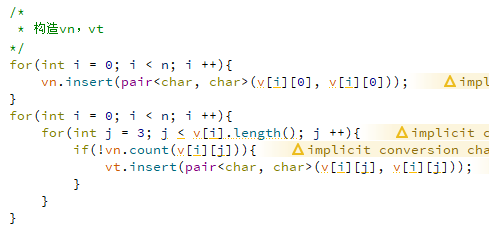 /*
* 构造vn，vt
*/
for(int i = 0; i < n; i ++){
vn.insert(pair<char, char>(v[i][0], v[i][0]));
}
for(int i = 0; i < n; i ++){
for(int j = 3; j < v[i].length(); j ++){ implicit c
if(!vn.count(v[i][j])){ implicit conversion cha
vt.insert(pair<char, char>(v[i][j], v[i][j]));
}
}
}